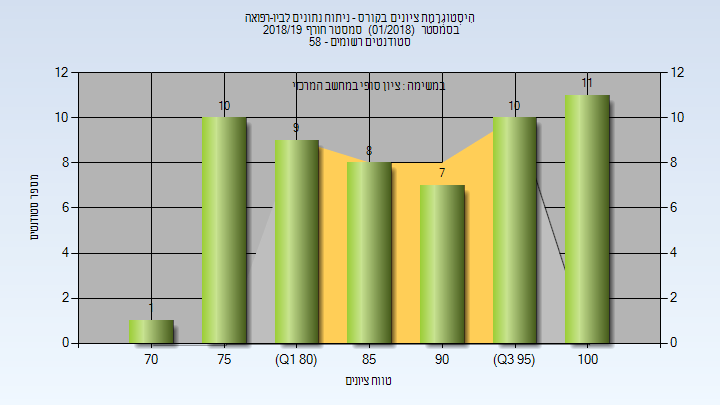 היסטוגרמת ציונים בקורס - ניתוח נתונים לביו-רפואה
בסמסטר (01/2018) סמסטר חורף 2018/19
סטודנטים רשומים - 58
במשימה : ציון סופי במחשב המרכזי
12 12
10 10
8 8
6 6
4 4
2 2
0 0
1 10 9 8 7 10 11
70 75 (Q1 80) 85 90 (Q3 95) 100
מספר סטודנטים
טווח ציונים